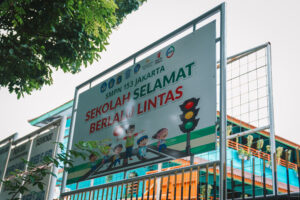 SMPN 153 JAKARTA
SEKOLAH SELAMAT
BERLALU LINTAS